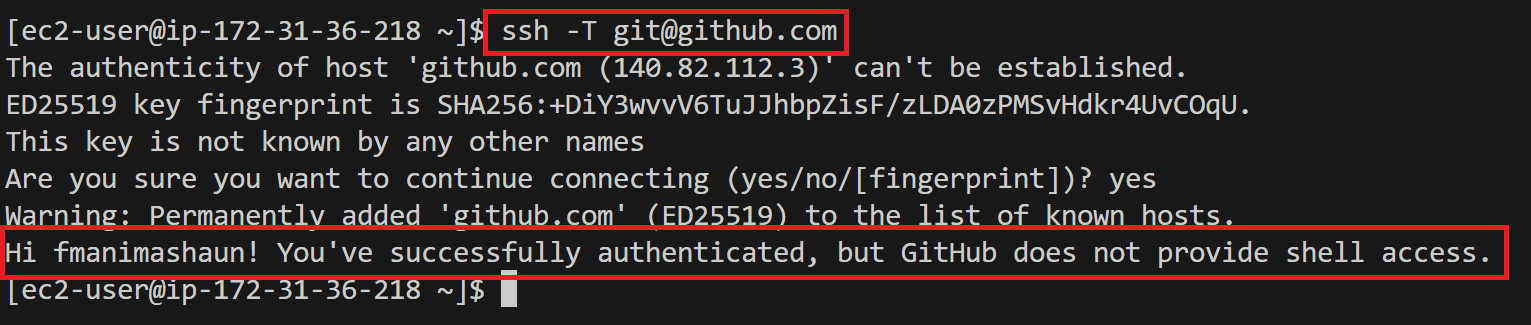 [ec2-user@ip-172-31-36-218 ~]$ ssh -T git@github.com
The authenticity of host 'github.com (140.82.112.3)' can't be established.
ED25519 key fingerprint is SHA256:+DiY3wvvV6TuJJhbpZisF/zLDA0zPMSvHdkr4UvCOqU.
This key is not known by any other names
Are you sure you want to continue connecting (yes/no/[fingerprint])? yes
Warning: Permanently added 'github.com' (ED25519) to the list of known hosts.
Hi fmanimashaun! You've successfully authenticated, but GitHub does not provide shell access.
[ec2-user@ip-172-31-36-218 ~]$